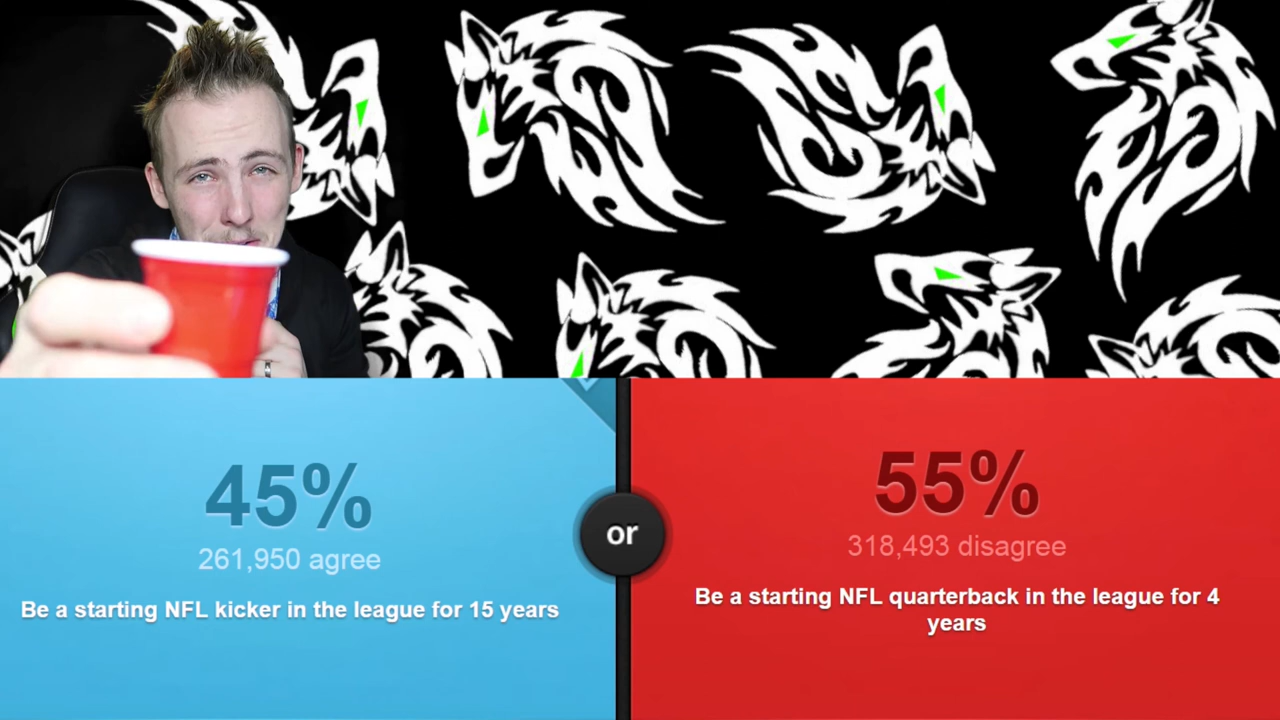 45%
261,950 agree
Be a starting NFL kicker in the league for 15 years
or
55%
318,493 disagree
Be a starting NFL quarterback in the league for 4
years